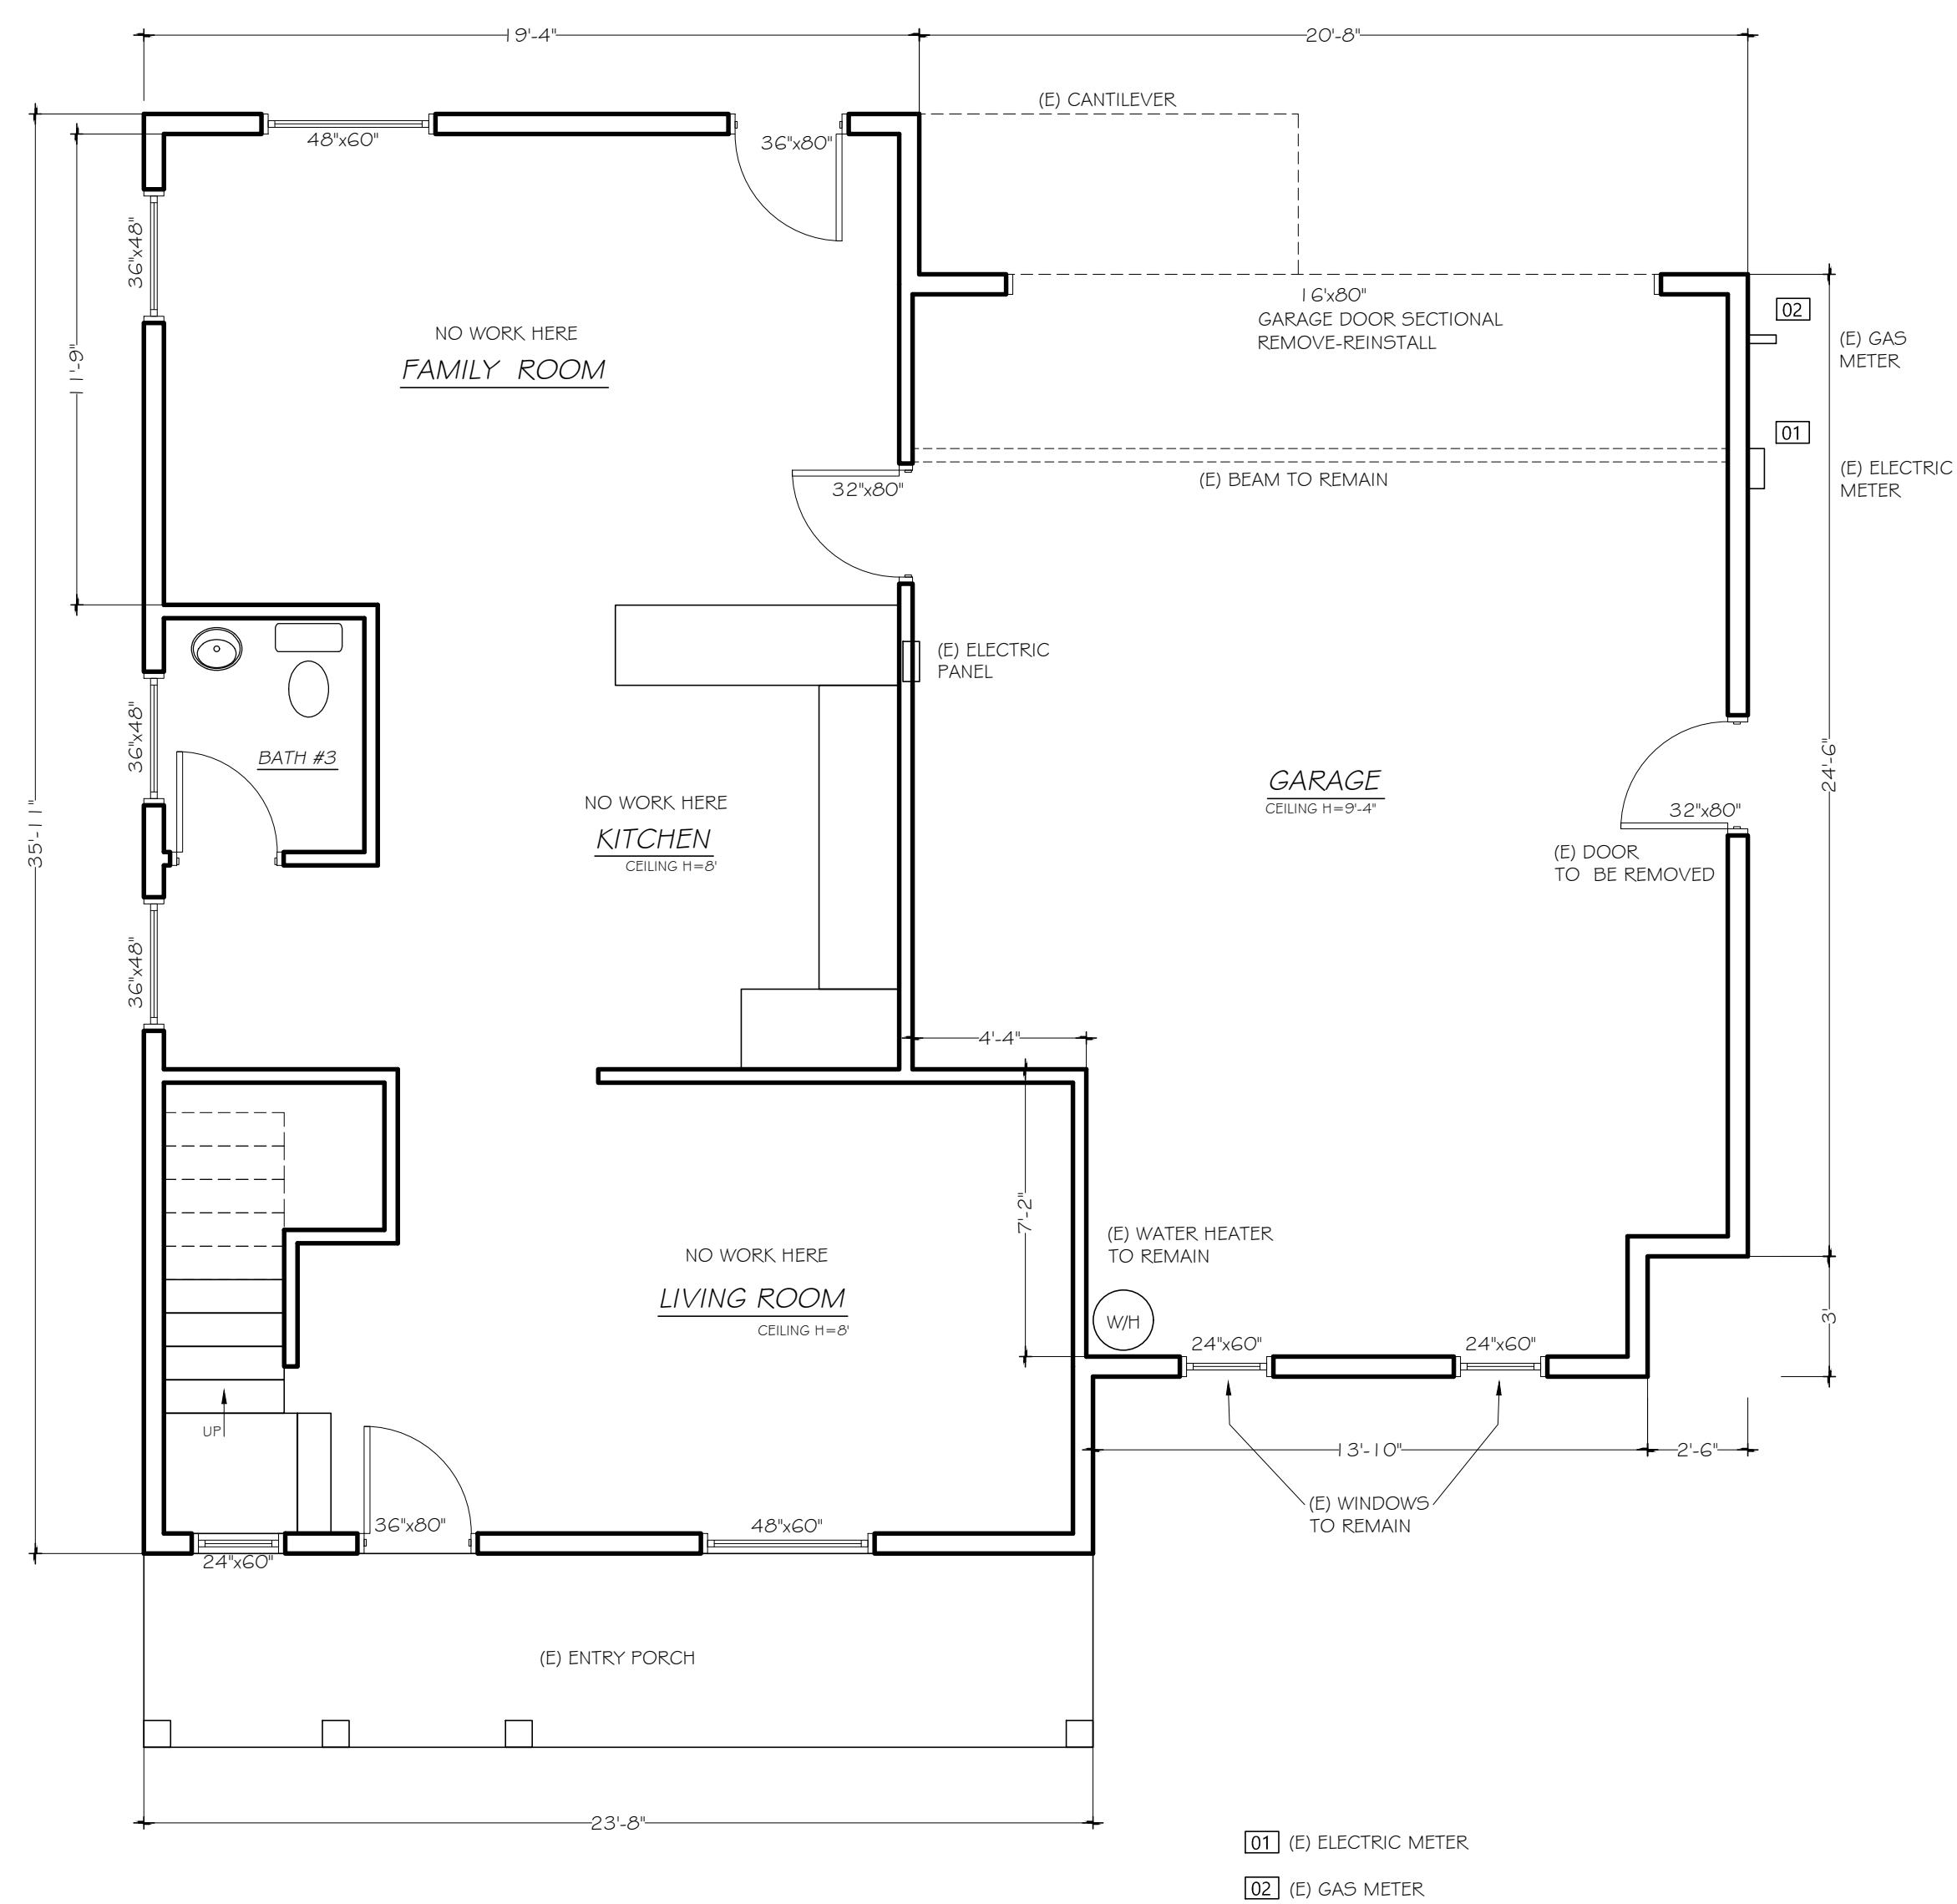 19'-4"
20'-8"
(E) CANTILEVER
48"x60"
36"x80"
36"x48"
16'x80"
GARAGE DOOR SECTIONAL
REMOVE-REINSTALL
02
(E) GAS
METER
NO WORK HERE
FAMILY ROOM
11'-9"
01
(E) ELECTRIC
METER
(E) BEAM TO REMAIN
32"x80"
(E) ELECTRIC
PANEL
36"x48"
BATH #3
24'-6"
GARAGE
CEILING H=9'-4"
32"x80"
NO WORK HERE
KITCHEN
CEILING H=8'
35'-11"
(E) DOOR
TO BE REMOVED
36"x48"
4'-4"
7'-2"
(E) WATER HEATER
TO REMAIN
NO WORK HERE
LIVING ROOM
CEILING H=8'
W/H
3'
24"x60"
24"x60"
UP
13'-10"
2'-6"
(E) WINDOWS
TO REMAIN
36"x80"
48"x60"
24"x60"
(E) ENTRY PORCH
23'-8"
01 (E) ELECTRIC METER
02 (E) GAS METER